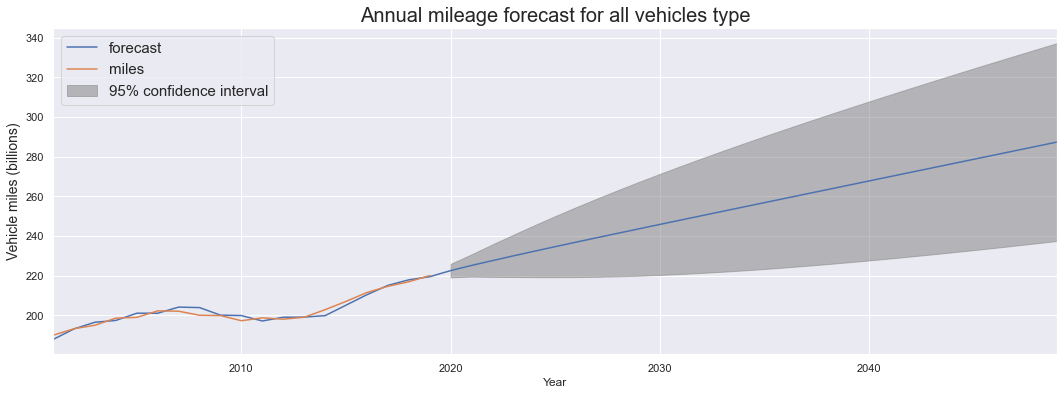 Annual mileage forecast for all vehicles type
forecast
miles
95% confidence interval
Vehicle miles (billions)
340
320
300
280
260
240
220
200
2010
2020
2030
2040
Year